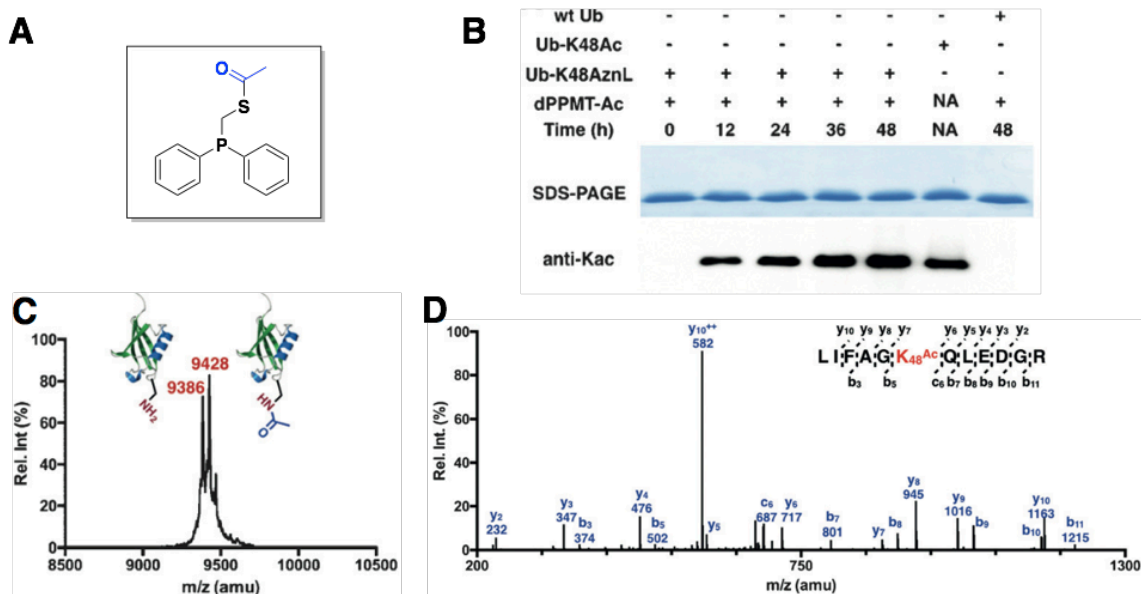 A
O
S
P
B
wt Ub - - - - - - +
Ub-K48Ac - - - - - + -
Ub-K48AznL + + + + + - -
dPPMT-Ac + + + + + NA +
Time (h) 0 12 24 36 48 NA 48
SDS-PAGE
anti-Kac
C
Rel. Int (%)
100
80
60
40
20
0
9386
9428
NH2
HN
O
8500 9000 9500 10000 10500
m/z (amu)
D
Rel. Int. (%)
100
80
60
40
20
0
y10++
582
y10 y9 y8 y7 y6 y5 y4 y3 y2
LIFAGK48AcQLEDGR
b3 b5 c6 b7 b8 b9 b10 b11
y2
232
y3
347
b3
374
y4
476
b5
502
y5
c6
687
y6
717
b7
801
y7
b8
y8
945
y9
1016
b9
b10
y10
1163
b11
1215
200 750 1300
m/z (amu)